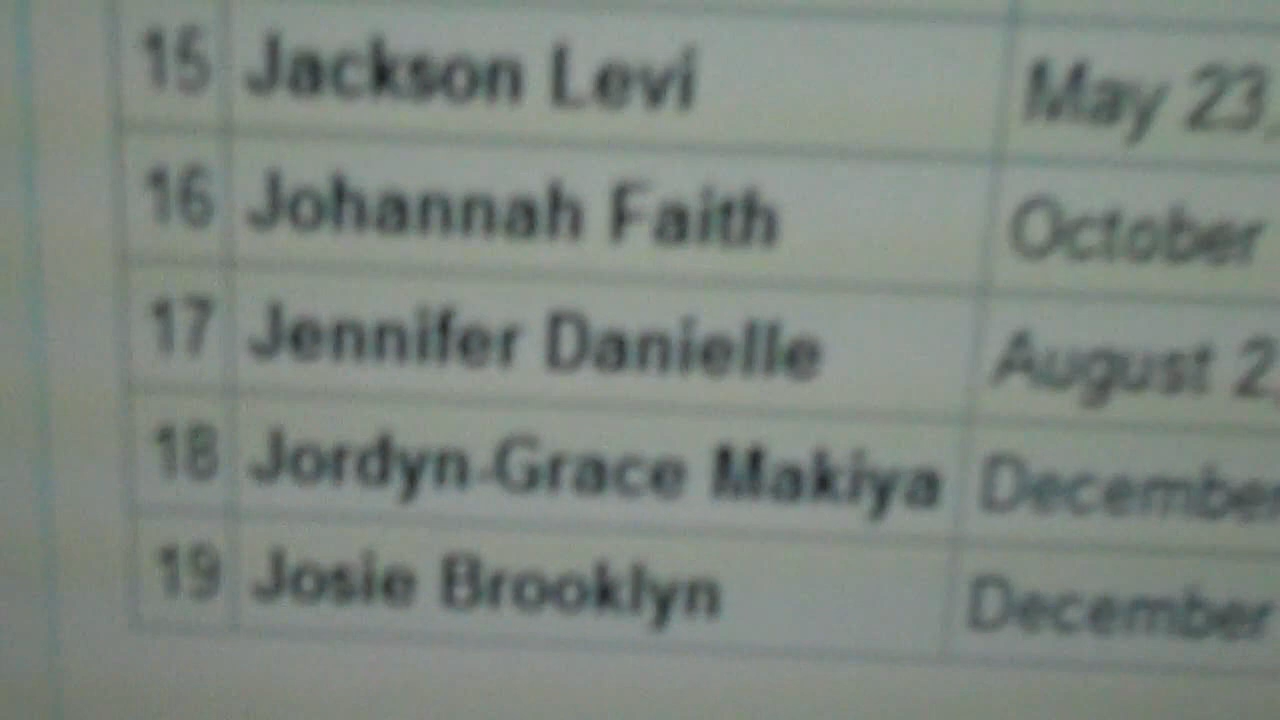 15 Jackson Levi May 23,
16 Johannah Faith October
17 Jennifer Danielle August 2,
18 Jordyn-Grace Makiya December
19 Josie Brooklyn December